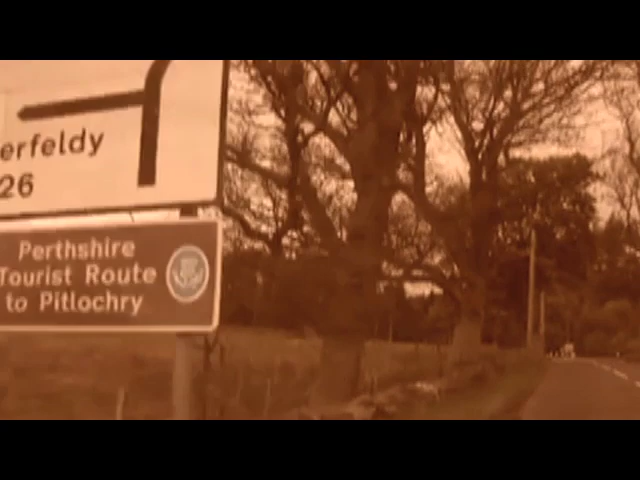 erfeldy
26
Perthshire
Tourist Route
to Pitlochry